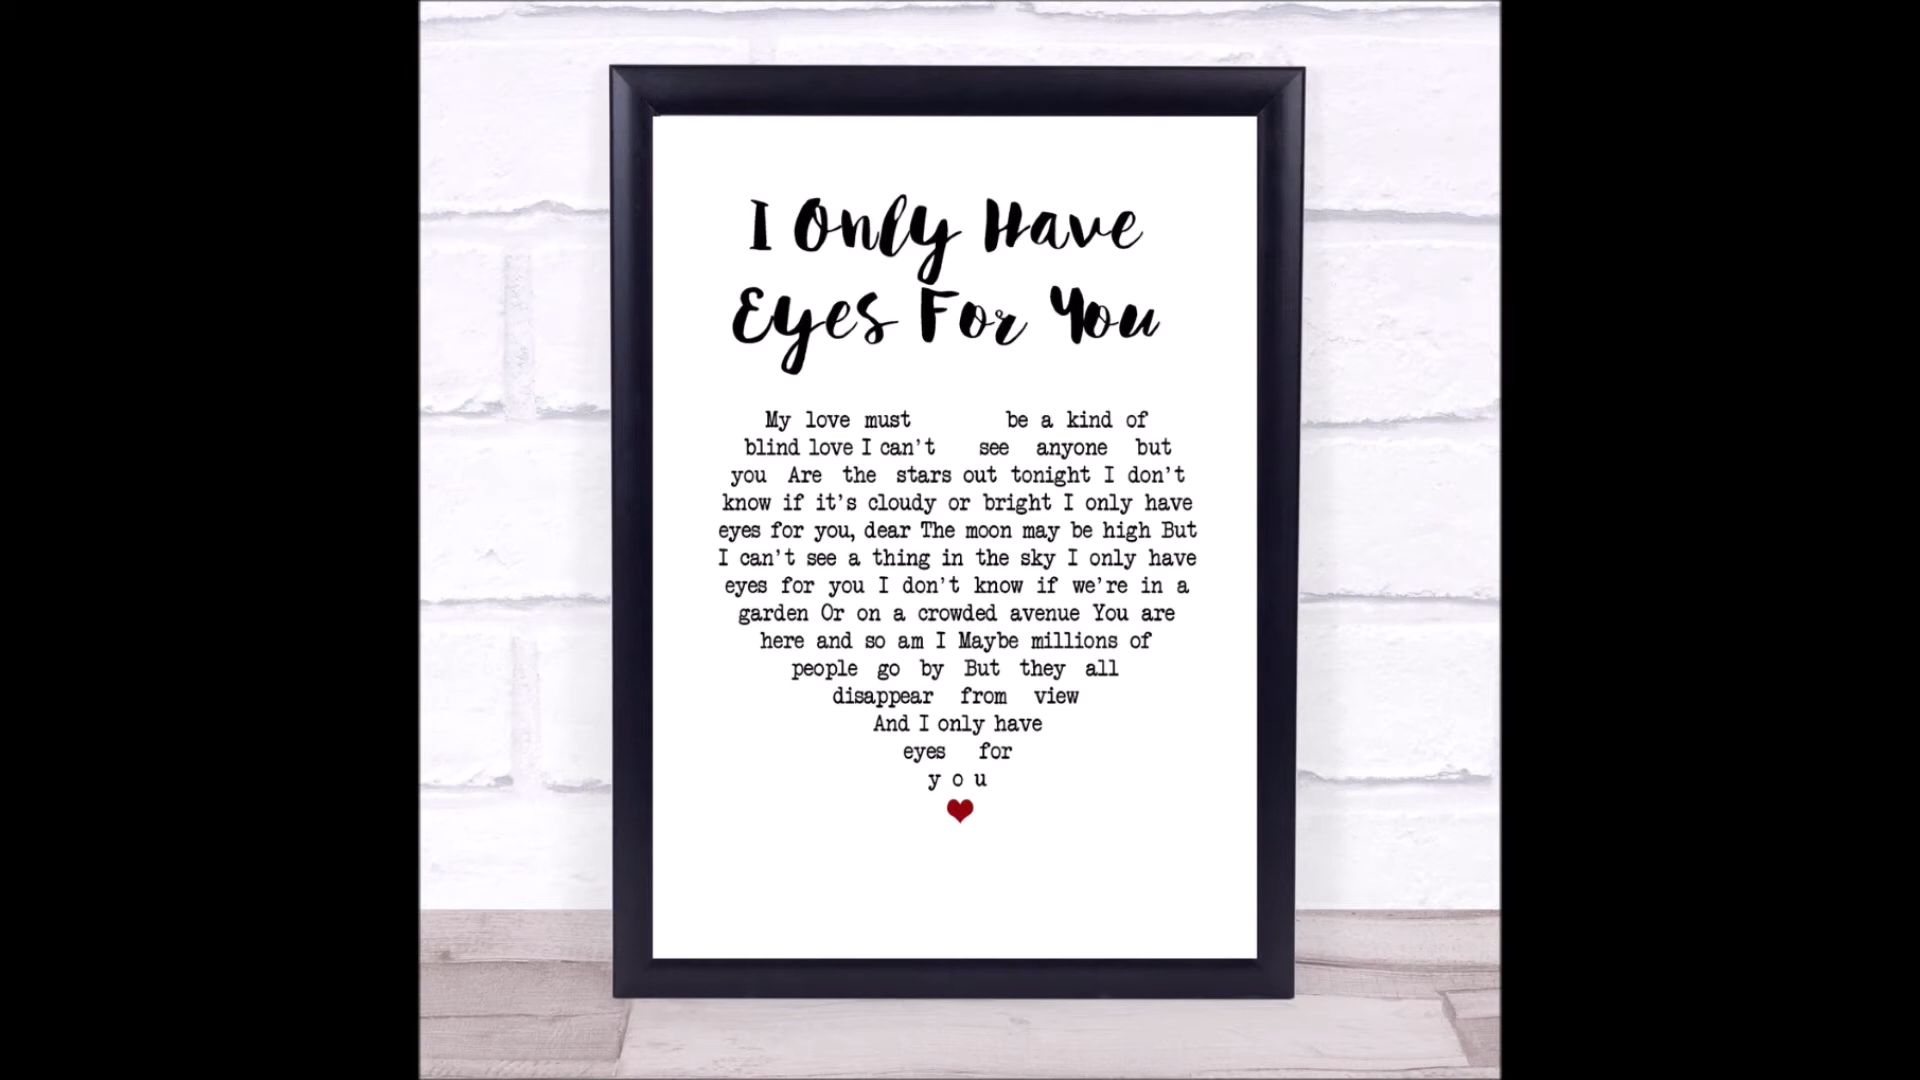 I Only Have
Eyes For You
My love must be a kind of
blind love I can't see anyone but
you Are the stars out tonight I don't
know if it's cloudy or bright I only have
eyes for you, dear The moon may be high But
I can't see a thing in the sky I only have
eyes for you I don't know if we're in a
garden Or on a crowded avenue You are
here and so am I Maybe millions of
people go by But they all
disappear from view
And I only have
eyes for
you